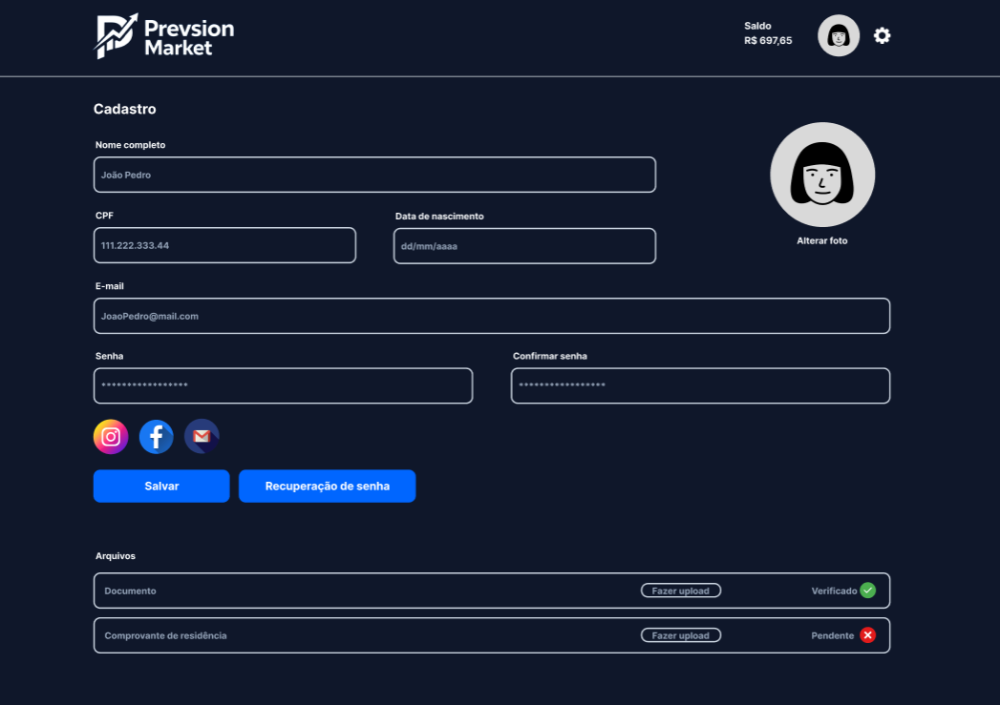 Prevsion
Market
Saldo
R$ 697,65
Cadastro
Nome completo
João Pedro
CPF
Data de nascimento
111.222.333.44
dd/mm/aaaa
Alterar foto
E-mail
JoaoPedro@mail.com
Senha
Confirmar senha
*****************
*****************
Salvar
Recuperação de senha
Arquivos
Documento
Fazer upload
Verificado
Comprovante de residência
Fazer upload
Pendente